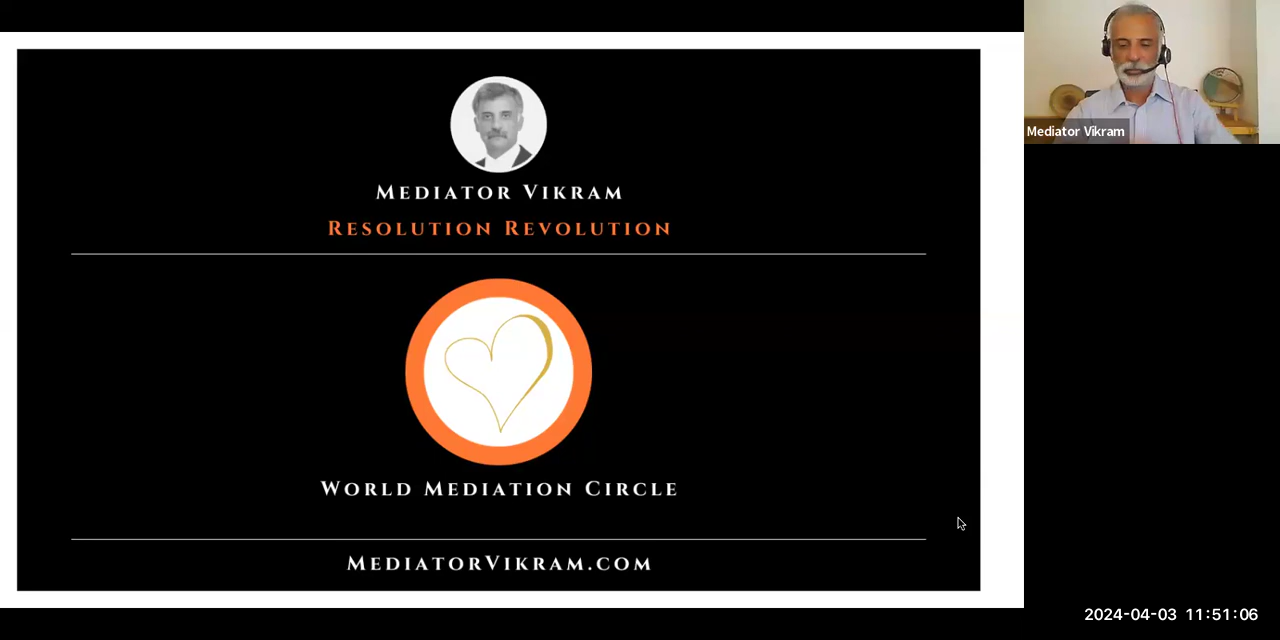 Mediator Vikram
Resolution Revolution
World Mediation Circle
MediatorVikram.com
Mediator Vikram
2024-04-03 11:51:06